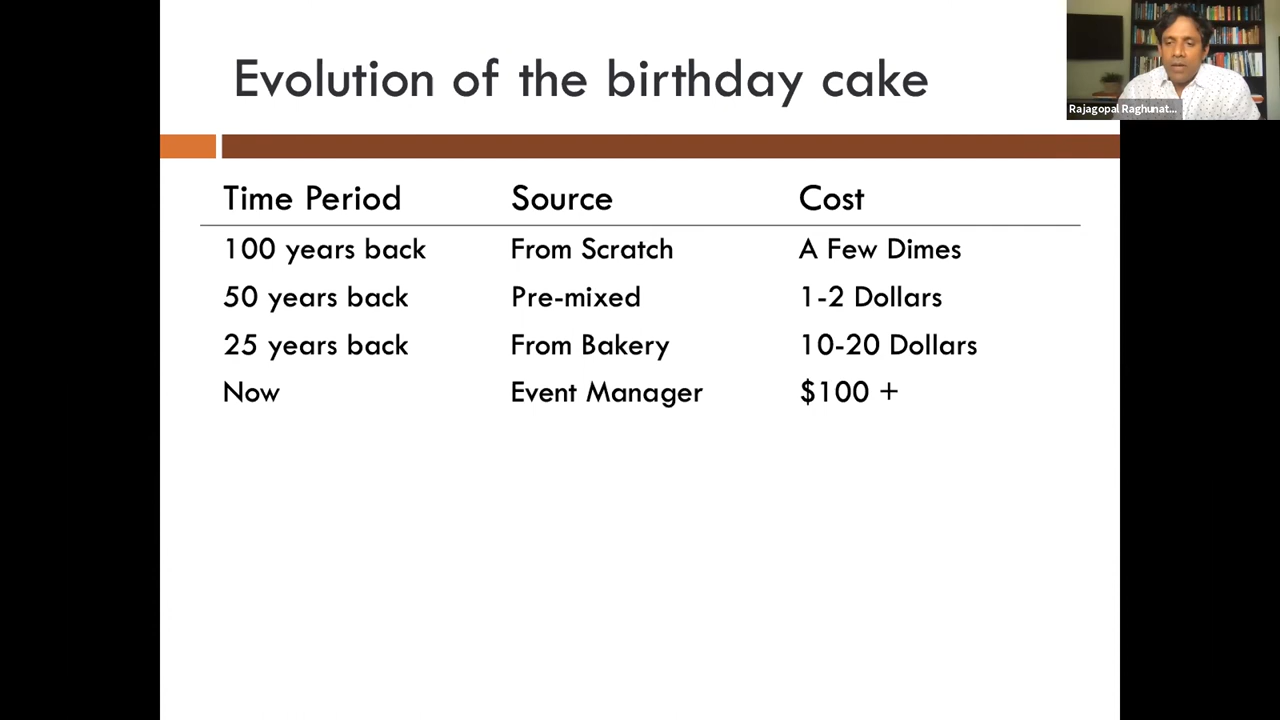 Evolution of the birthday cake
Rajagopal Raghunat...
Time Period Source Cost
100 years back From Scratch A Few Dimes
50 years back Pre-mixed 1-2 Dollars
25 years back From Bakery 10-20 Dollars
Now Event Manager $100 +